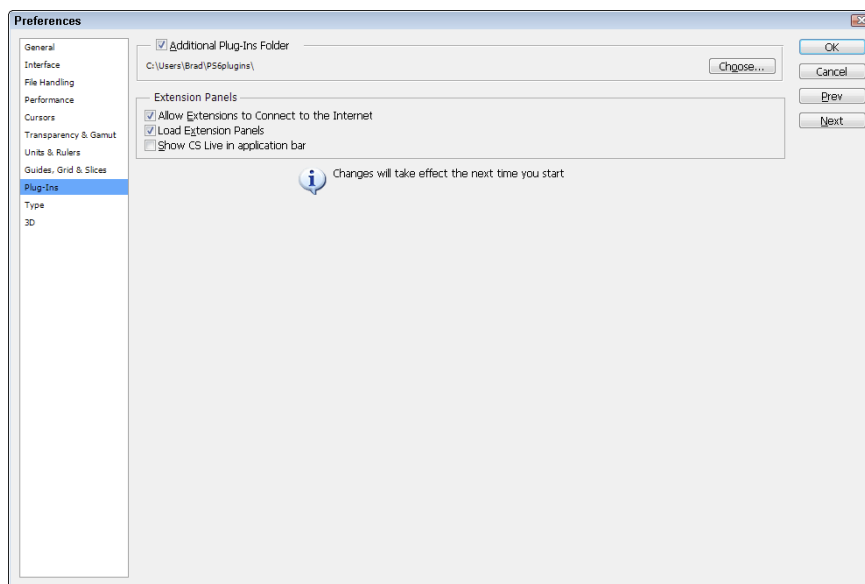 Preferences
General
Interface
File Handling
Performance
Cursors
Transparency & Gamut
Units & Rulers
Guides, Grid & Slices
Plug-Ins
Type
3D
Additional Plug-Ins Folder
C:\Users\Brad\PS6plugins\
Choose...
Extension Panels
Allow Extensions to Connect to the Internet
Load Extension Panels
Show CS Live in application bar
Changes will take effect the next time you start
OK
Cancel
Prev
Next